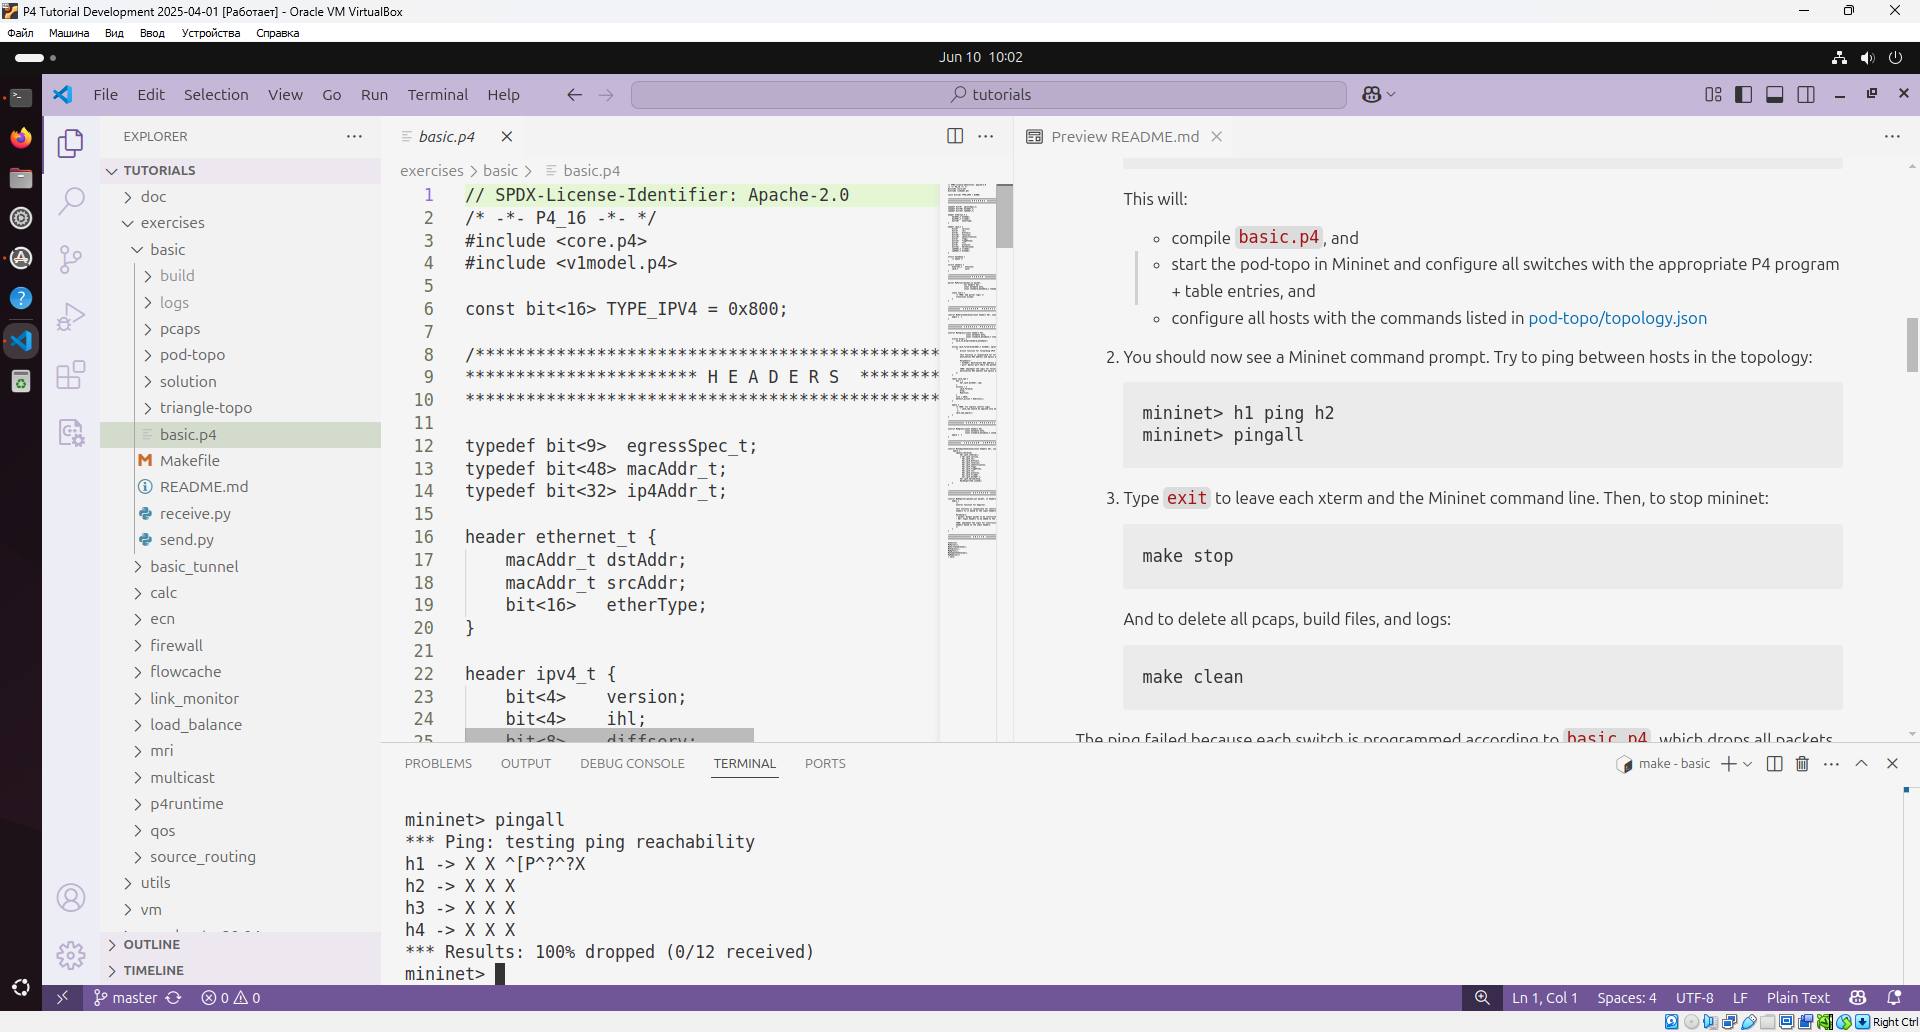 P4 Tutorial Development 2025-04-01 [Работает] - Oracle VM VirtualBox
Файл Машина Вид Ввод Устройства Справка
Jun 10 10:02
File Edit Selection View Go Run Terminal Help
tutorials
EXPLORER
TUTORIALS
doc
exercises
basic
build
logs
pcaps
pod-topo
solution
triangle-topo
basic.p4
Makefile
README.md
receive.py
send.py
basic_tunnel
calc
ecn
firewall
flowcache
link_monitor
load_balance
mri
multicast
p4runtime
qos
source_routing
utils
vm
OUTLINE
TIMELINE
basic.p4
exercises > basic > basic.p4
1 // SPDX-License-Identifier: Apache-2.0
2 /* -*- P4_16 -*- */
3 #include <core.p4>
4 #include <v1model.p4>
5
6 const bit<16> TYPE_IPV4 = 0x800;
7
8 /**********************************************
9 *********************** H E A D E R S ********
10 ***********************************************
11
12 typedef bit<9> egressSpec_t;
13 typedef bit<48> macAddr_t;
14 typedef bit<32> ip4Addr_t;
15
16 header ethernet_t {
17 macAddr_t dstAddr;
18 macAddr_t srcAddr;
19 bit<16> etherType;
20 }
21
22 header ipv4_t {
23 bit<4> version;
24 bit<4> ihl;
25 bit<8> diffserv;
Preview README.md
This will:
◦ compile basic.p4, and
◦ start the pod-topo in Mininet and configure all switches with the appropriate P4 program
+ table entries, and
◦ configure all hosts with the commands listed in pod-topo/topology.json
2. You should now see a Mininet command prompt. Try to ping between hosts in the topology:
mininet> h1 ping h2
mininet> pingall
3. Type exit to leave each xterm and the Mininet command line. Then, to stop mininet:
make stop
And to delete all pcaps, build files, and logs:
make clean
The ping failed because each switch is programmed according to basic.p4, which drops all packets
PROBLEMS OUTPUT DEBUG CONSOLE TERMINAL PORTS
make - basic
mininet> pingall
*** Ping: testing ping reachability
h1 -> X X ^[P^?^?X
h2 -> X X X
h3 -> X X X
h4 -> X X X
*** Results: 100% dropped (0/12 received)
mininet>
master 0 0
Ln 1, Col 1 Spaces: 4 UTF-8 LF Plain Text
Right Ctrl